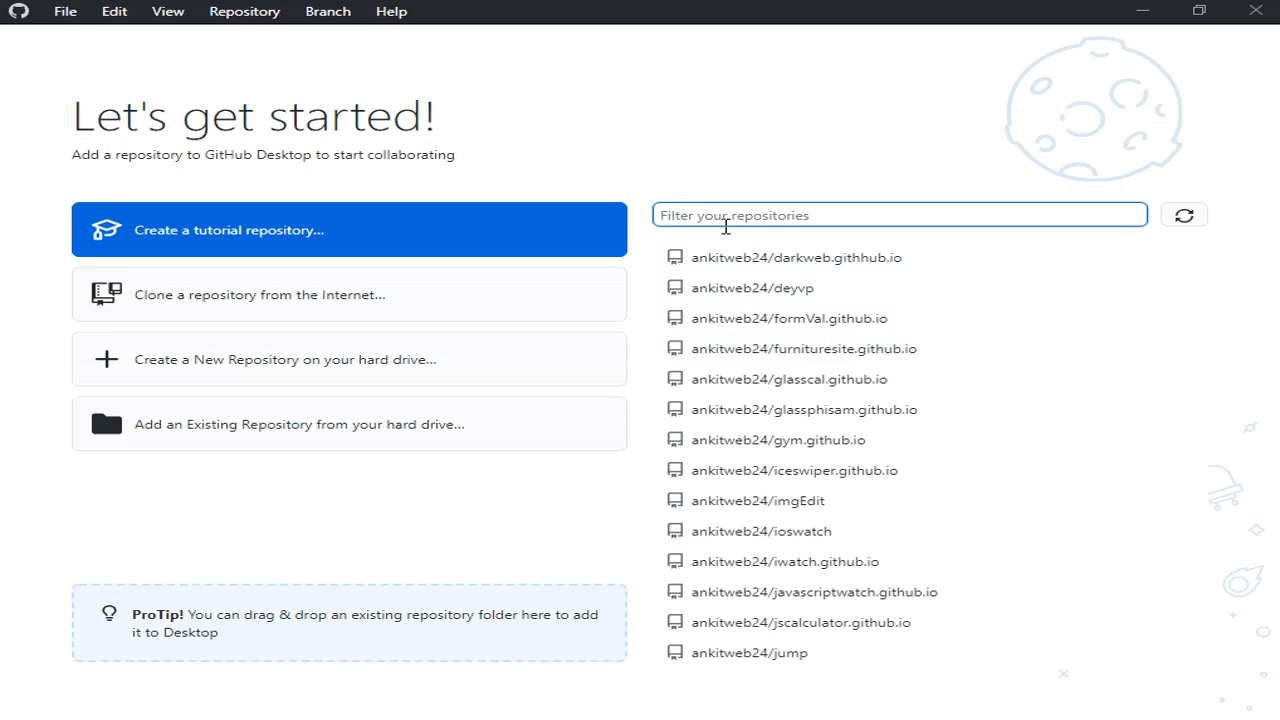 File Edit View Repository Branch Help
Let's get started!
Add a repository to GitHub Desktop to start collaborating
Create a tutorial repository...
Clone a repository from the Internet...
Create a New Repository on your hard drive...
Add an Existing Repository from your hard drive...
ProTip! You can drag & drop an existing repository folder here to add
it to Desktop
Filter your repositories
ankitweb24/darkweb.githhub.io
ankitweb24/deyvp
ankitweb24/formVal.github.io
ankitweb24/furnituresite.github.io
ankitweb24/glasscal.github.io
ankitweb24/glassphisam.github.io
ankitweb24/gym.github.io
ankitweb24/iceswiper.github.io
ankitweb24/imgEdit
ankitweb24/ioswatch
ankitweb24/iwatch.github.io
ankitweb24/javascriptwatch.github.io
ankitweb24/jscalculator.github.io
ankitweb24/jump